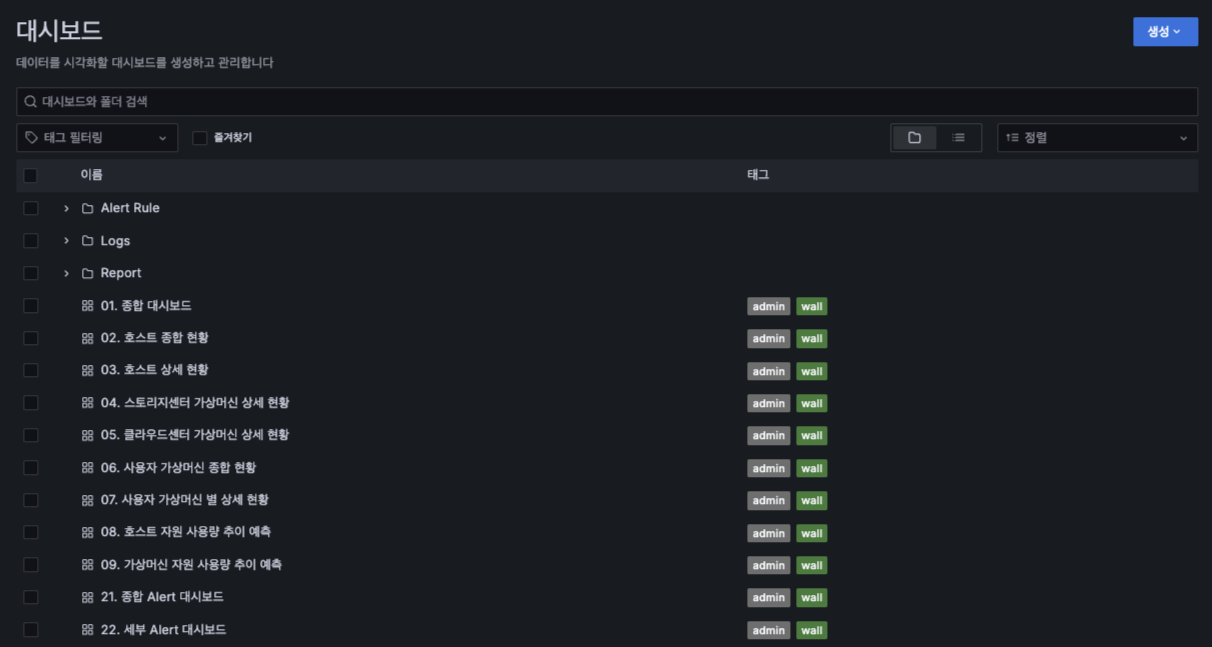 대시보드
생성
데이터를 시각화할 대시보드를 생성하고 관리합니다
대시보드와 폴더 검색
태그 필터링 즐겨찾기 정렬
이름 태그
Alert Rule
Logs
Report
01. 종합 대시보드 admin wall
02. 호스트 종합 현황 admin wall
03. 호스트 상세 현황 admin wall
04. 스토리지센터 가상머신 상세 현황 admin wall
05. 클라우드센터 가상머신 상세 현황 admin wall
06. 사용자 가상머신 종합 현황 admin wall
07. 사용자 가상머신 별 상세 현황 admin wall
08. 호스트 자원 사용량 추이 예측 admin wall
09. 가상머신 자원 사용량 추이 예측 admin wall
21. 종합 Alert 대시보드 admin wall
22. 세부 Alert 대시보드 admin wall